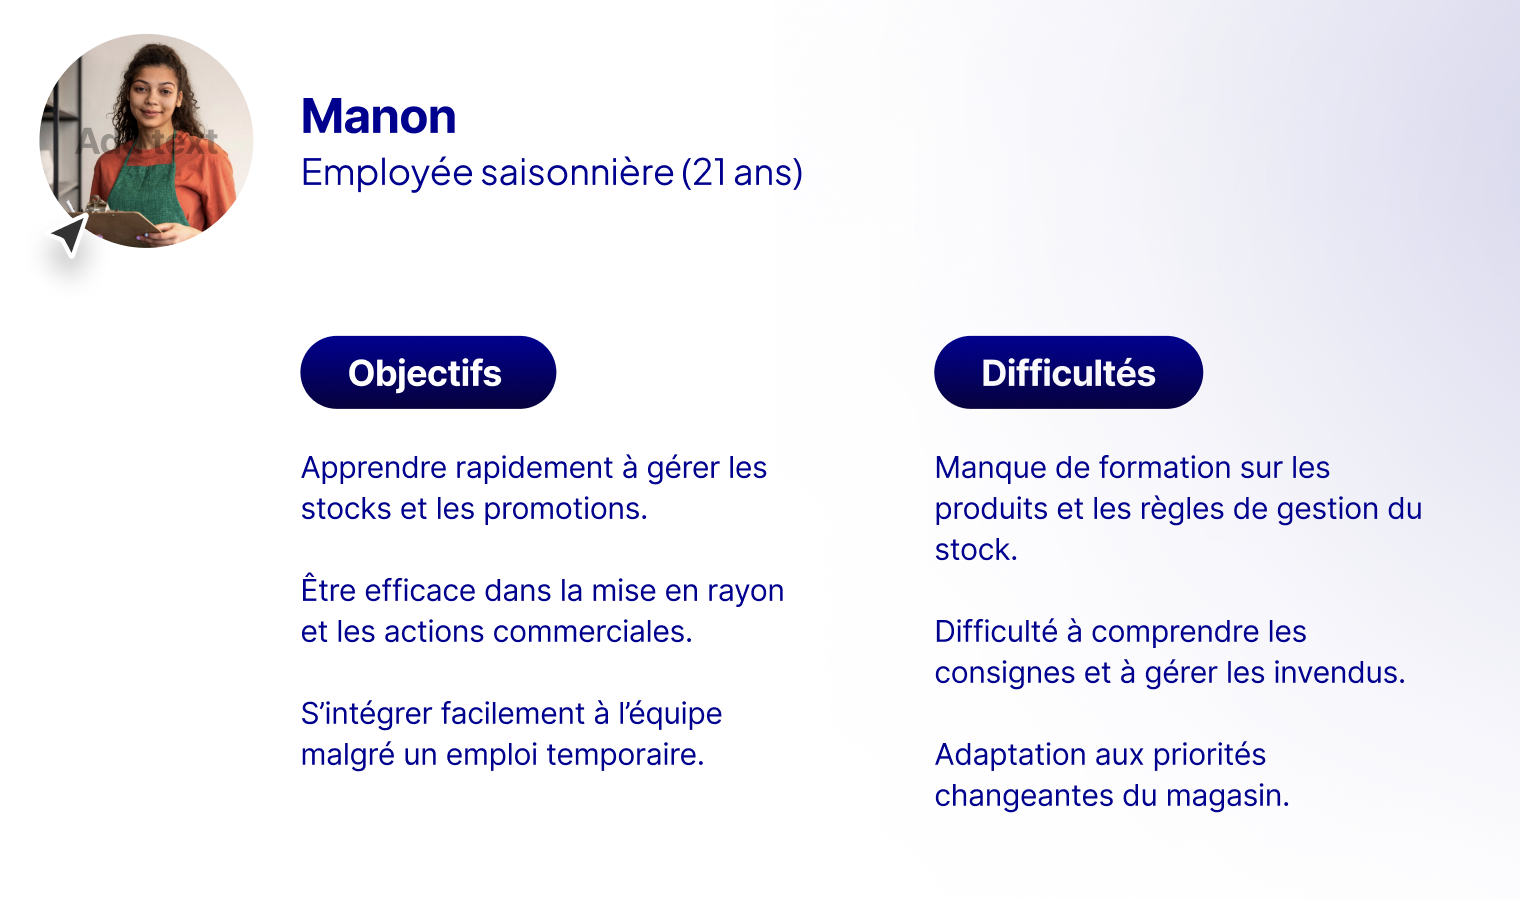 Manon
Employée saisonnière (21 ans)
Add text
Objectifs
Apprendre rapidement à gérer les
stocks et les promotions.
Être efficace dans la mise en rayon
et les actions commerciales.
S’intégrer facilement à l’équipe
malgré un emploi temporaire.
Difficultés
Manque de formation sur les
produits et les règles de gestion du
stock.
Difficulté à comprendre les
consignes et à gérer les invendus.
Adaptation aux priorités
changeantes du magasin.